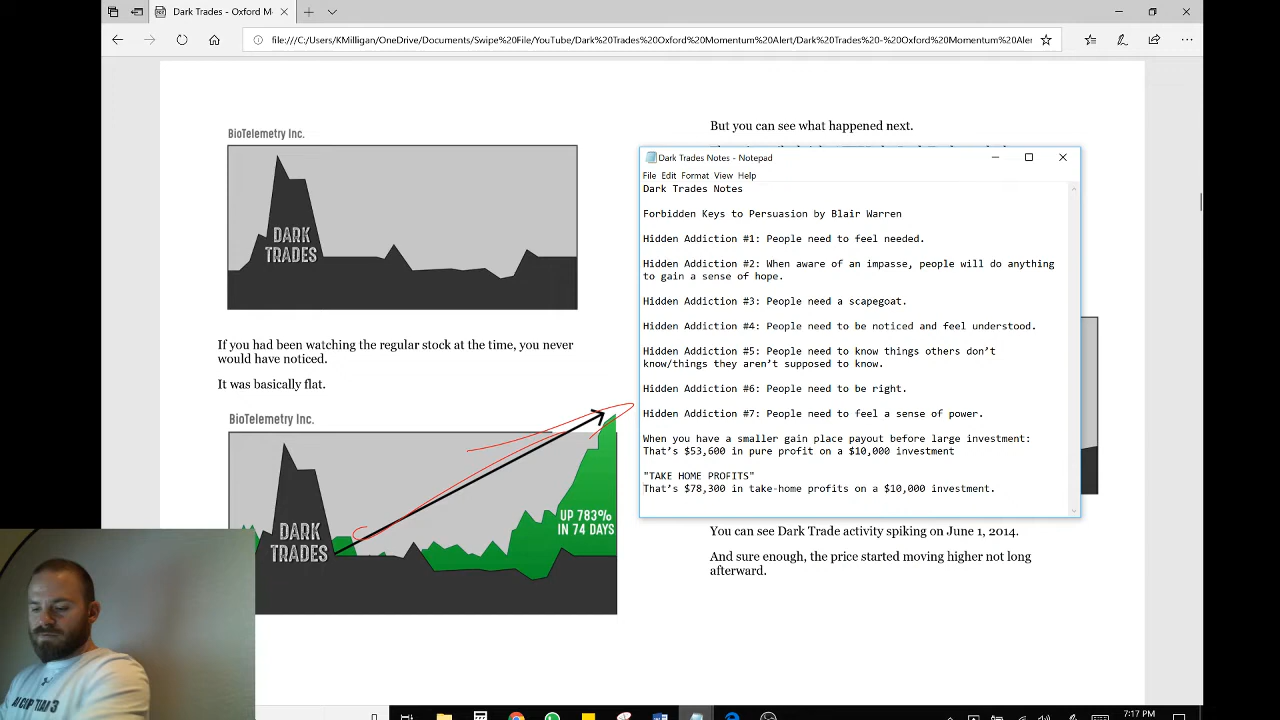 Dark Trades - Oxford M
file:///C:/Users/KMilligan/OneDrive/Documents/Swipe%20File/YouTube/Dark%20Trades%20Oxford%20Momentum%20Alert/Dark%20Trades%20-%20Oxford%20Momentum%20Aler
BioTelemetry Inc.
DARK
TRADES
If you had been watching the regular stock at the time, you never
would have noticed.
It was basically flat.
BioTelemetry Inc.
DARK
TRADES
UP 783%
IN 74 DAYS
But you can see what happened next.
Dark Trades Notes - Notepad
File Edit Format View Help
Dark Trades Notes
Forbidden Keys to Persuasion by Blair Warren
Hidden Addiction #1: People need to feel needed.
Hidden Addiction #2: When aware of an impasse, people will do anything
to gain a sense of hope.
Hidden Addiction #3: People need a scapegoat.
Hidden Addiction #4: People need to be noticed and feel understood.
Hidden Addiction #5: People need to know things others don’t
know/things they aren’t supposed to know.
Hidden Addiction #6: People need to be right.
Hidden Addiction #7: People need to feel a sense of power.
When you have a smaller gain place payout before large investment:
That’s $53,600 in pure profit on a $10,000 investment
"TAKE HOME PROFITS"
That’s $78,300 in take-home profits on a $10,000 investment.
You can see Dark Trade activity spiking on June 1, 2014.
And sure enough, the price started moving higher not long
afterward.
7:17 PM